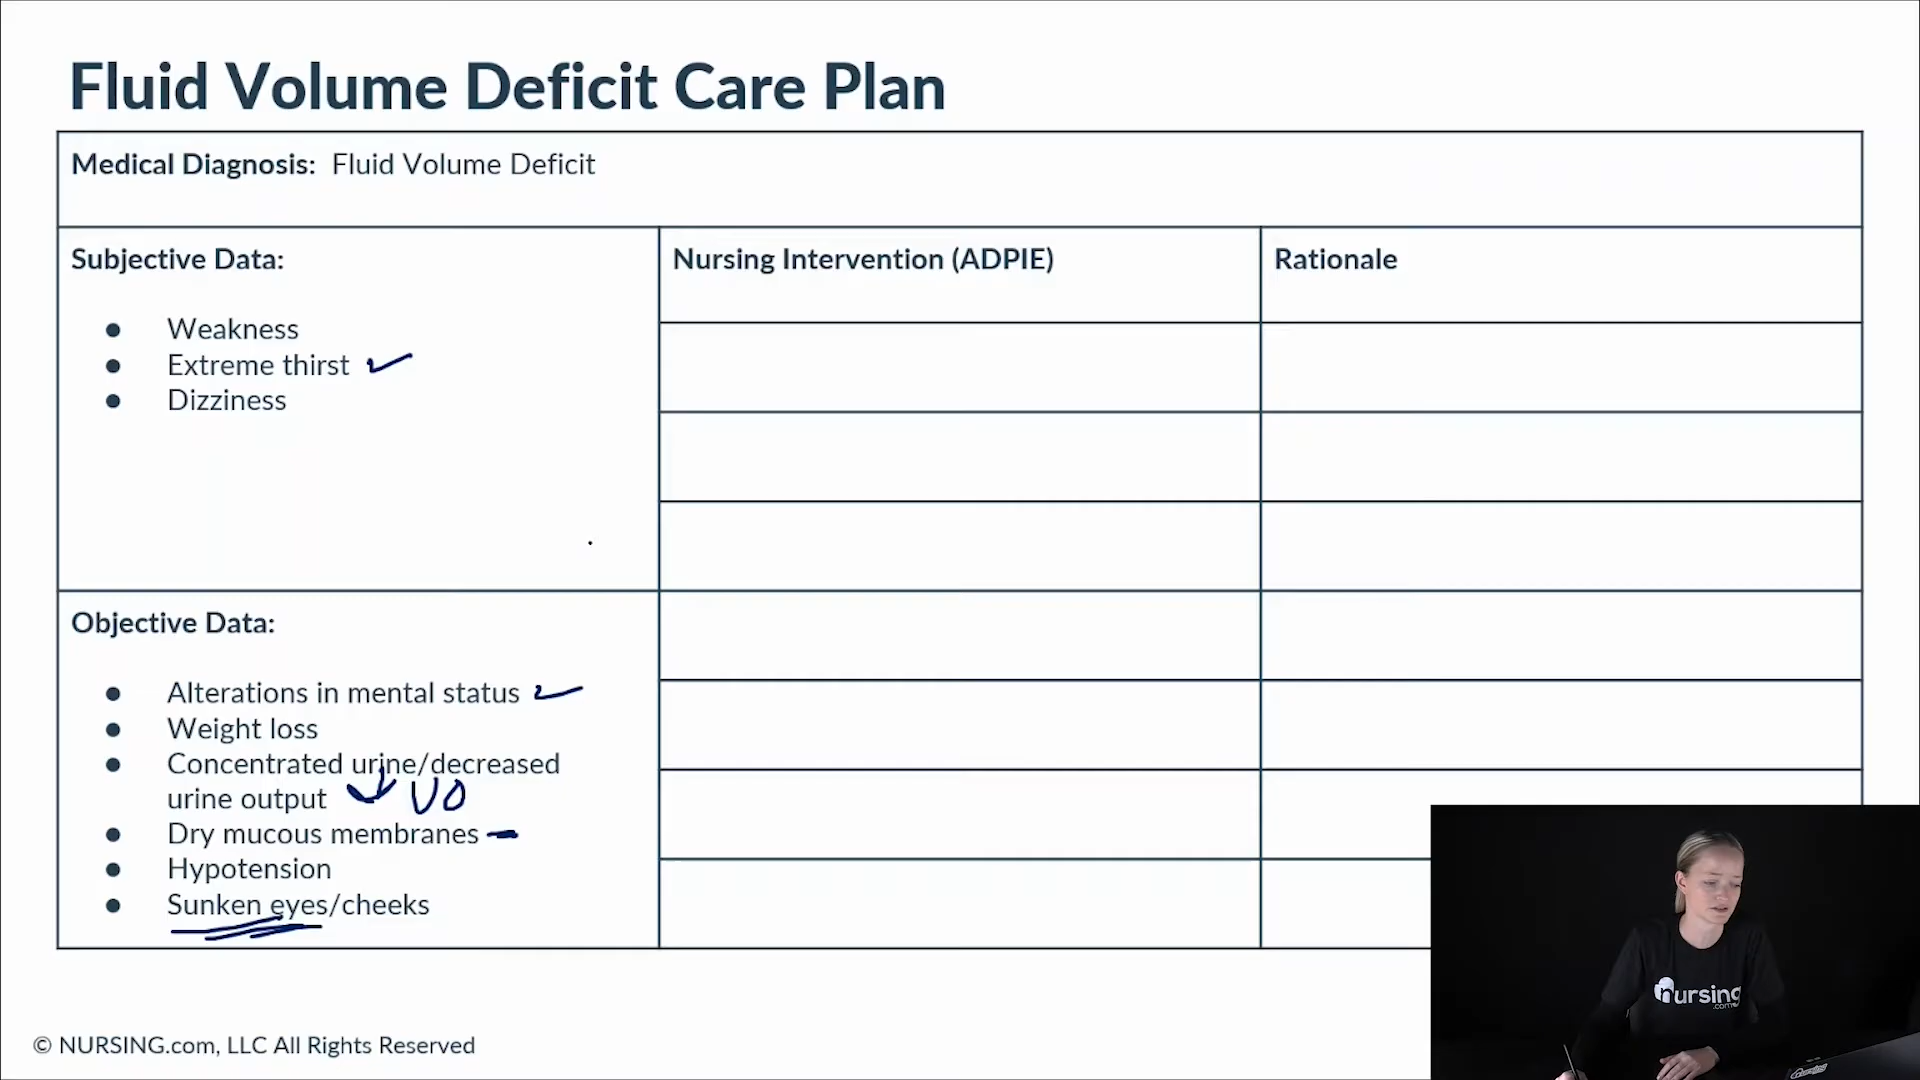 Fluid Volume Deficit Care Plan
Medical Diagnosis: Fluid Volume Deficit
Subjective Data:
● Weakness
● Extreme thirst ✓
● Dizziness
Nursing Intervention (ADPIE)
Rationale
Objective Data:
● Alterations in mental status ✓
● Weight loss
● Concentrated urine/decreased
urine output ↓ UO
● Dry mucous membranes -
● Hypotension
● Sunken eyes/cheeks
nursing
.com
© NURSING.com, LLC All Rights Reserved